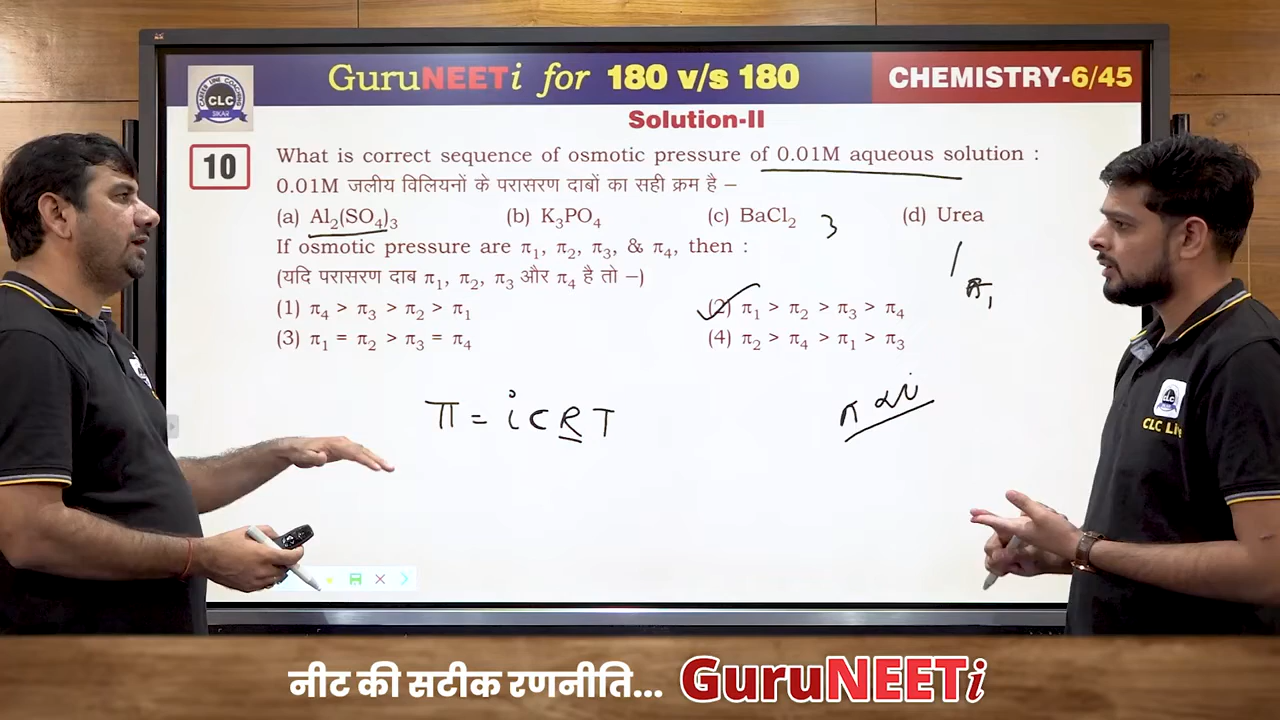 GuruNEETi for 180 v/s 180 CHEMISTRY-6/45
CAREER LINE COACHING CLC SIKAR
Solution-II
10 What is correct sequence of osmotic pressure of 0.01M aqueous solution :
0.01M जलीय विलियनों के परासरण दाबों का सही क्रम है –
(a) Al₂(SO₄)₃ (b) K₃PO₄ (c) BaCl₂ 3 (d) Urea
If osmotic pressure are π₁, π₂, π₃, & π₄, then :
(यदि परासरण दाब π₁, π₂, π₃ और π₄ है तो –)
(1) π₄ > π₃ > π₂ > π₁ (2) π₁ > π₂ > π₃ > π₄
(3) π₁ = π₂ > π₃ = π₄ (4) π₂ > π₄ > π₁ > π₃
π = i C R T π ∝ i
CLC
नीट की सटीक रणनीति... GuruNEETi